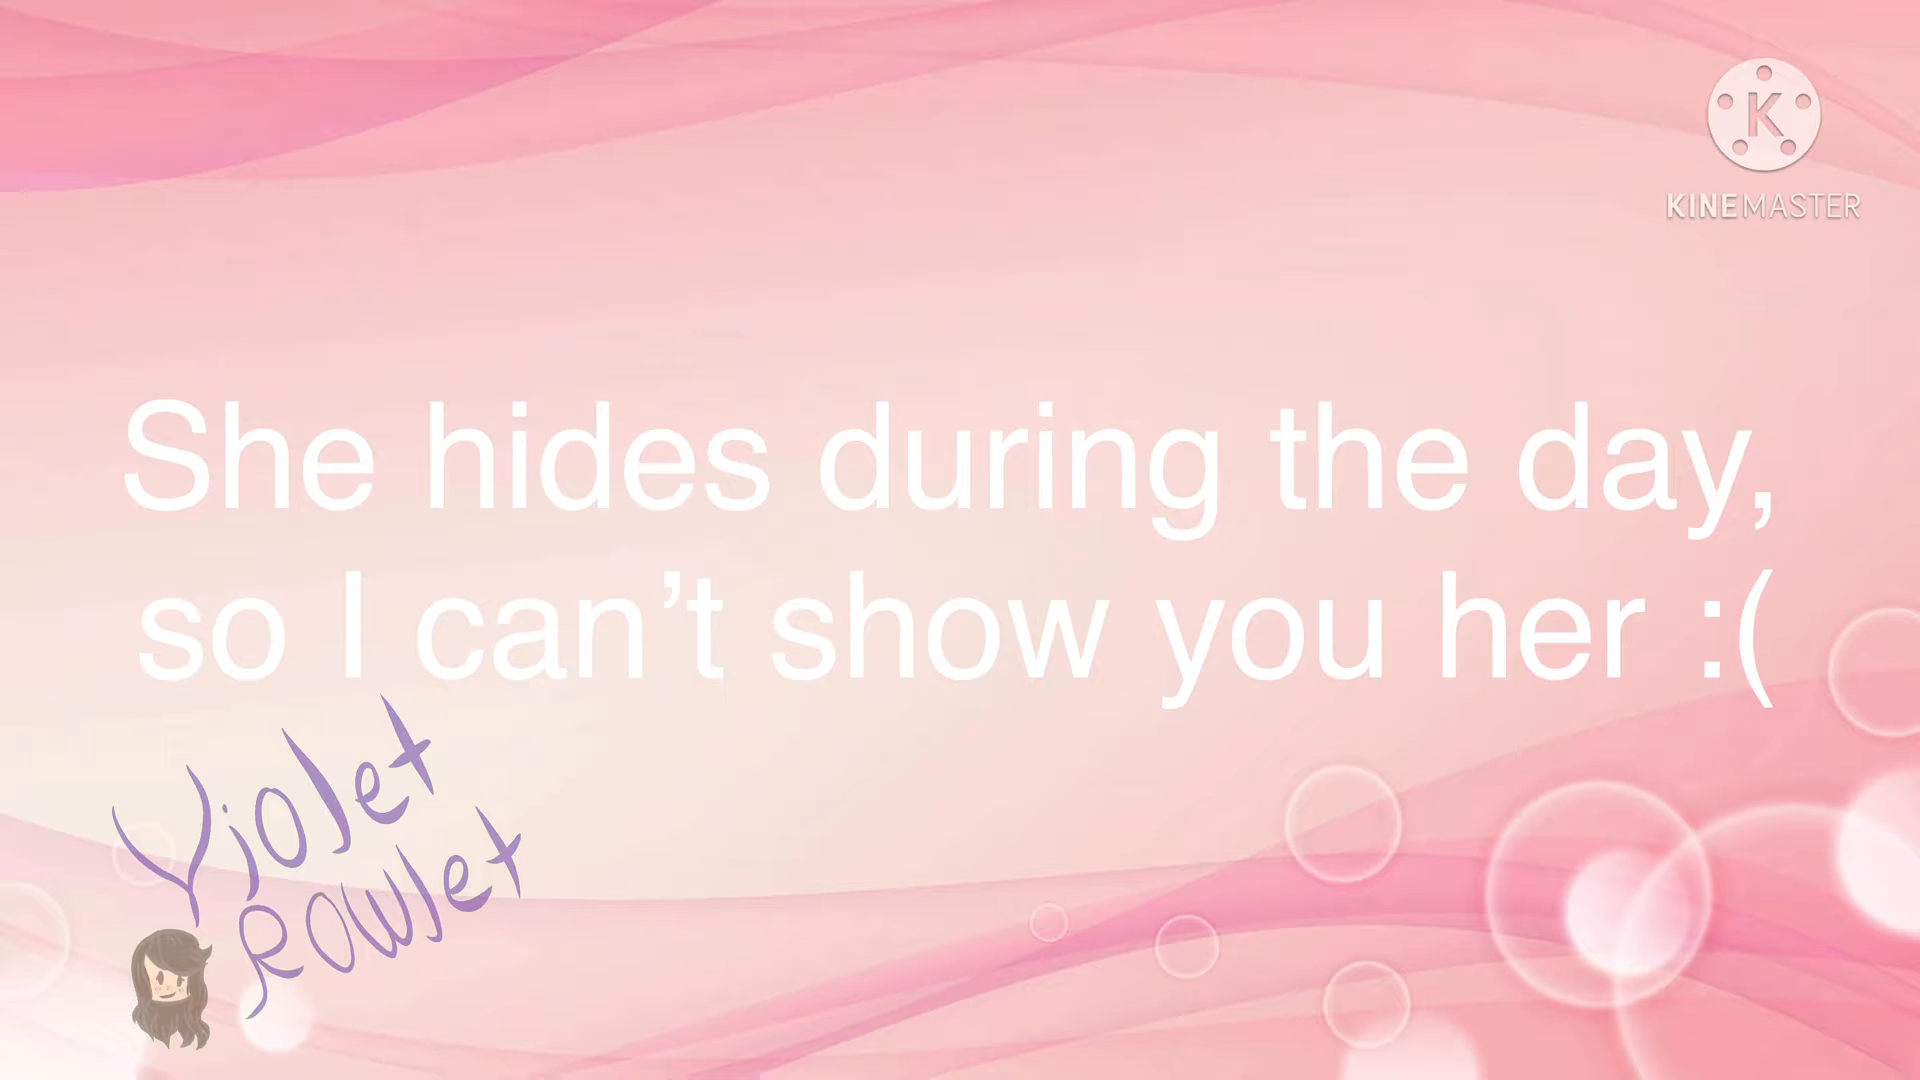 KINEMASTER
She hides during the day,
so I can’t show you her :(
Violet
Rowlet